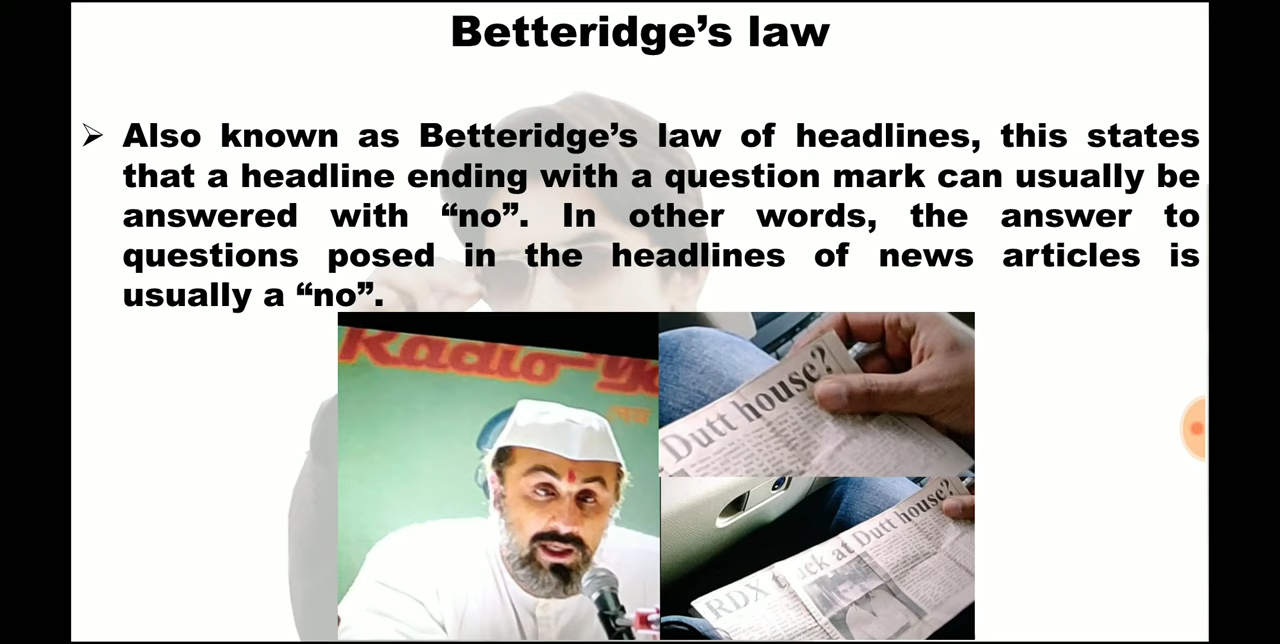 Betteridge’s law
➢ Also known as Betteridge’s law of headlines, this states
that a headline ending with a question mark can usually be
answered with “no”. In other words, the answer to
questions posed in the headlines of news articles is
usually a “no”.
Radio
Dutt house?
RDX at Dutt house?